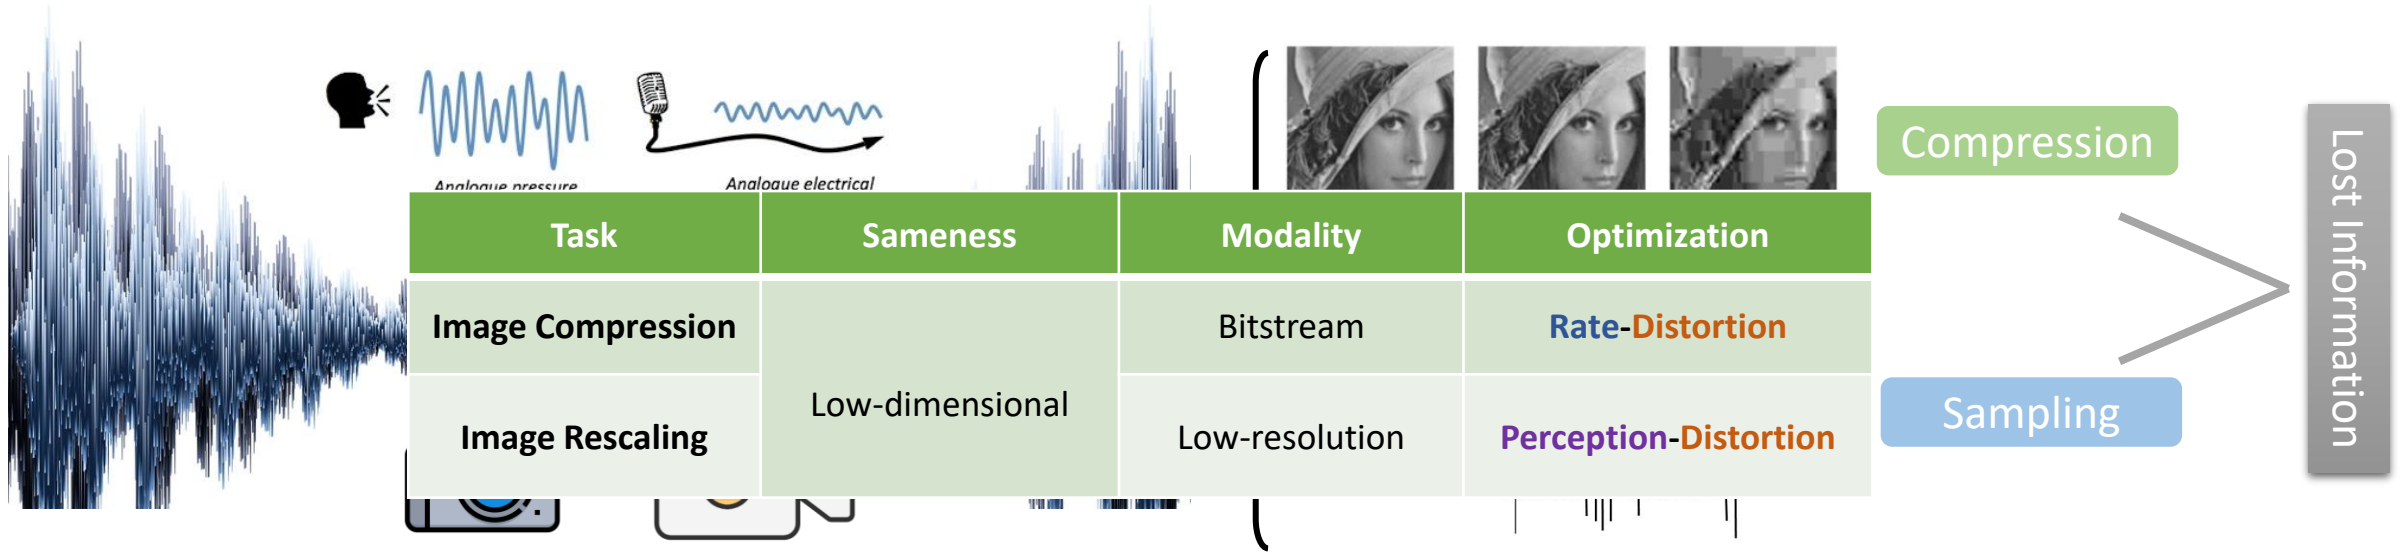 Analogue pressure
Analogue electrical
Compression
Task Sameness Modality Optimization
Image Compression Bitstream Rate-Distortion
Low-dimensional
Image Rescaling Low-resolution Perception-Distortion
Sampling
Lost Information